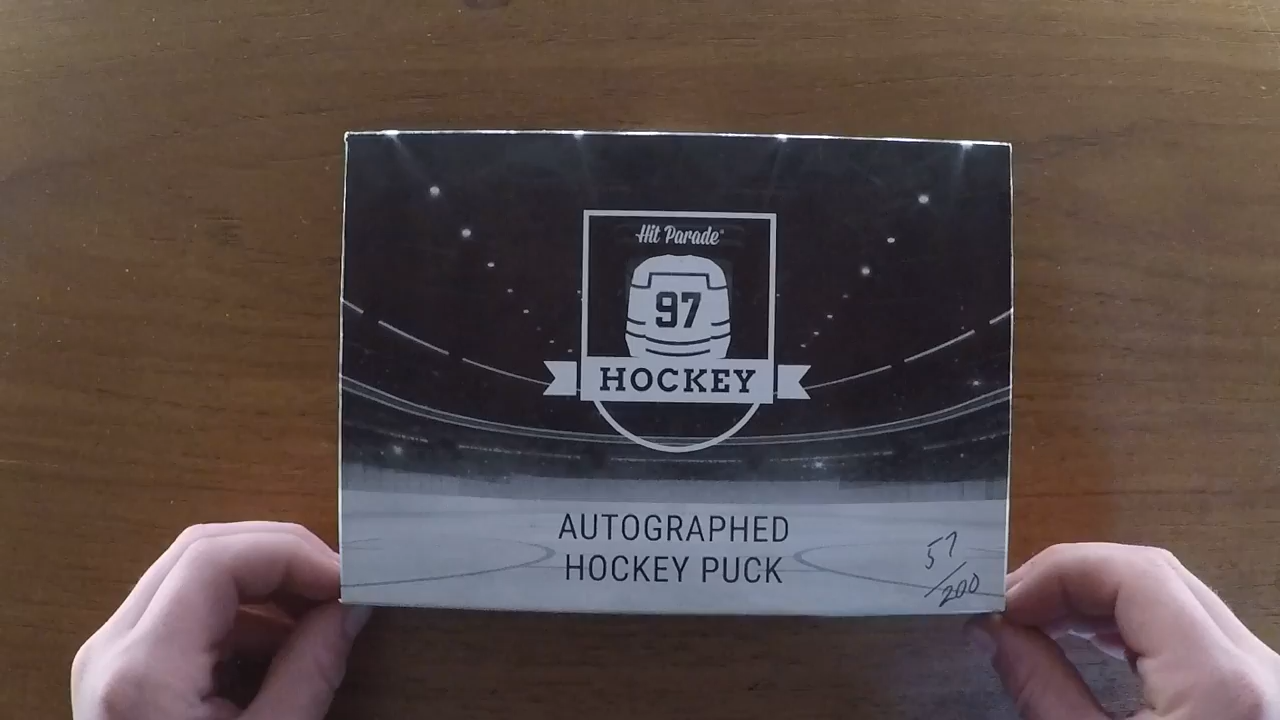 Hit Parade®
97
HOCKEY
AUTOGRAPHED
HOCKEY PUCK
57
/200